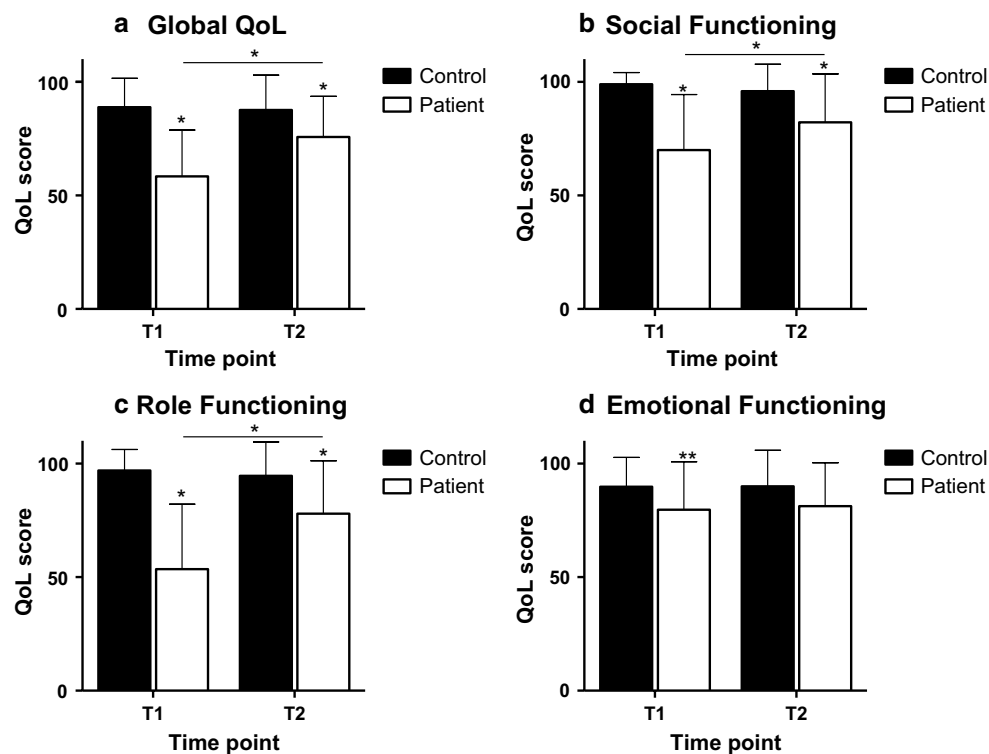 a Global QoL
*
100
*
*
50
0
QoL score
T1 T2
Time point
Control
Patient
b Social Functioning
*
100
*
*
50
0
QoL score
T1 T2
Time point
Control
Patient
c Role Functioning
*
100
*
*
50
0
QoL score
T1 T2
Time point
Control
Patient
d Emotional Functioning
100
**
50
0
QoL score
T1 T2
Time point
Control
Patient